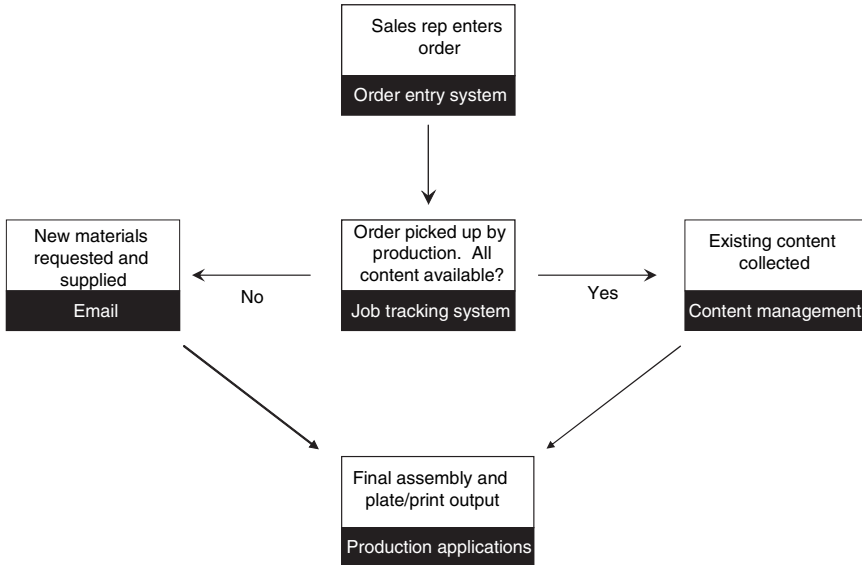 Sales rep enters
order
Order entry system
New materials
requested and
supplied
Email
No
Order picked up by
production.  All
content available?
Job tracking system
Yes
Existing content
collected
Content management
Final assembly and
plate/print output
Production applications